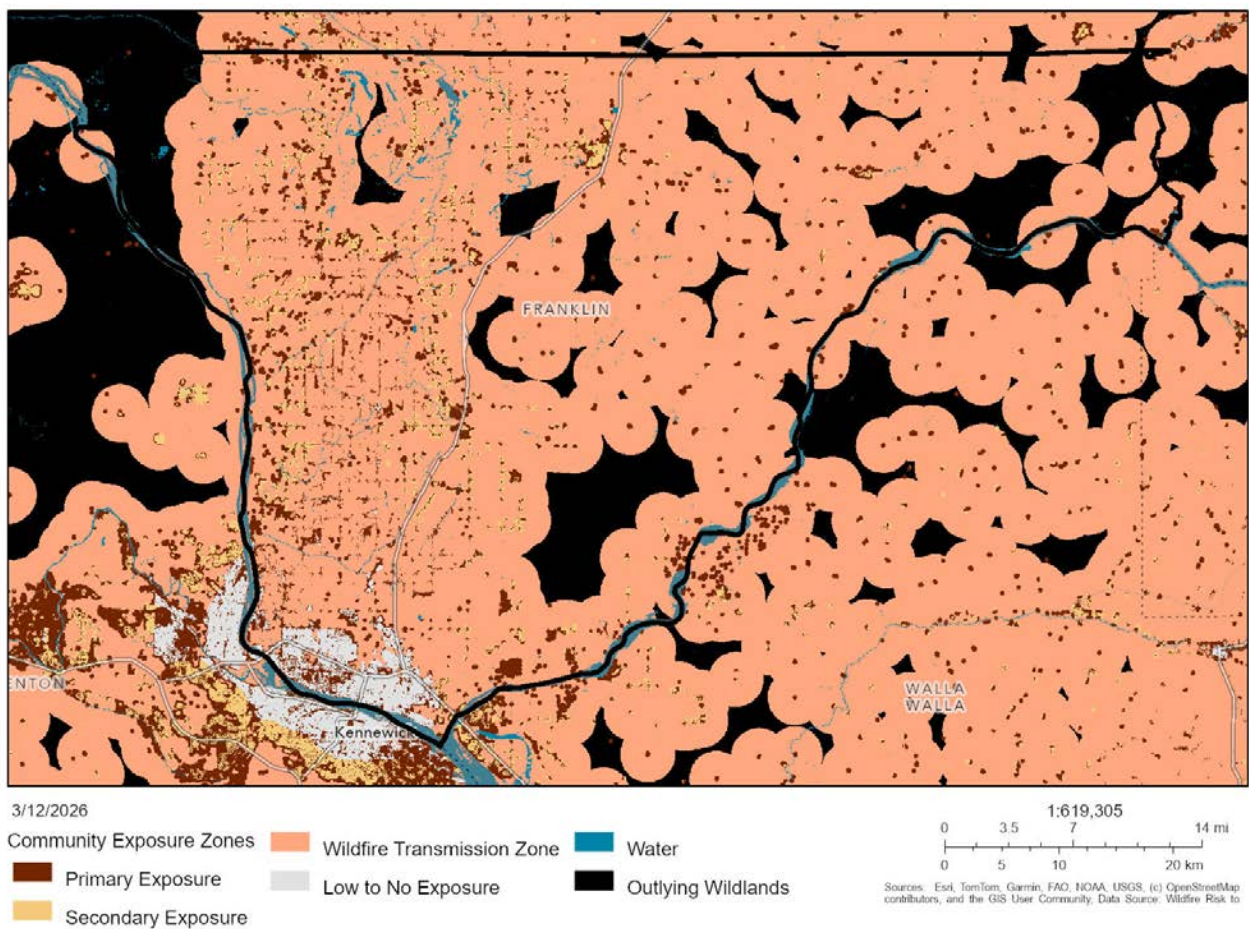 FRANKLIN
ENTON
WALLA
WALLA
Kennewick
3/12/2026
Community Exposure Zones
Primary Exposure
Secondary Exposure
Wildfire Transmission Zone
Low to No Exposure
Water
Outlying Wildlands
1:619,305
0 3.5 7 14 mi
0 5 10 20 km
Sources: Esri, TomTom, Garmin, FAO, NOAA, USGS, (c) OpenStreetMap
contributors, and the GIS User Community, Data Source: Wildfire Risk to